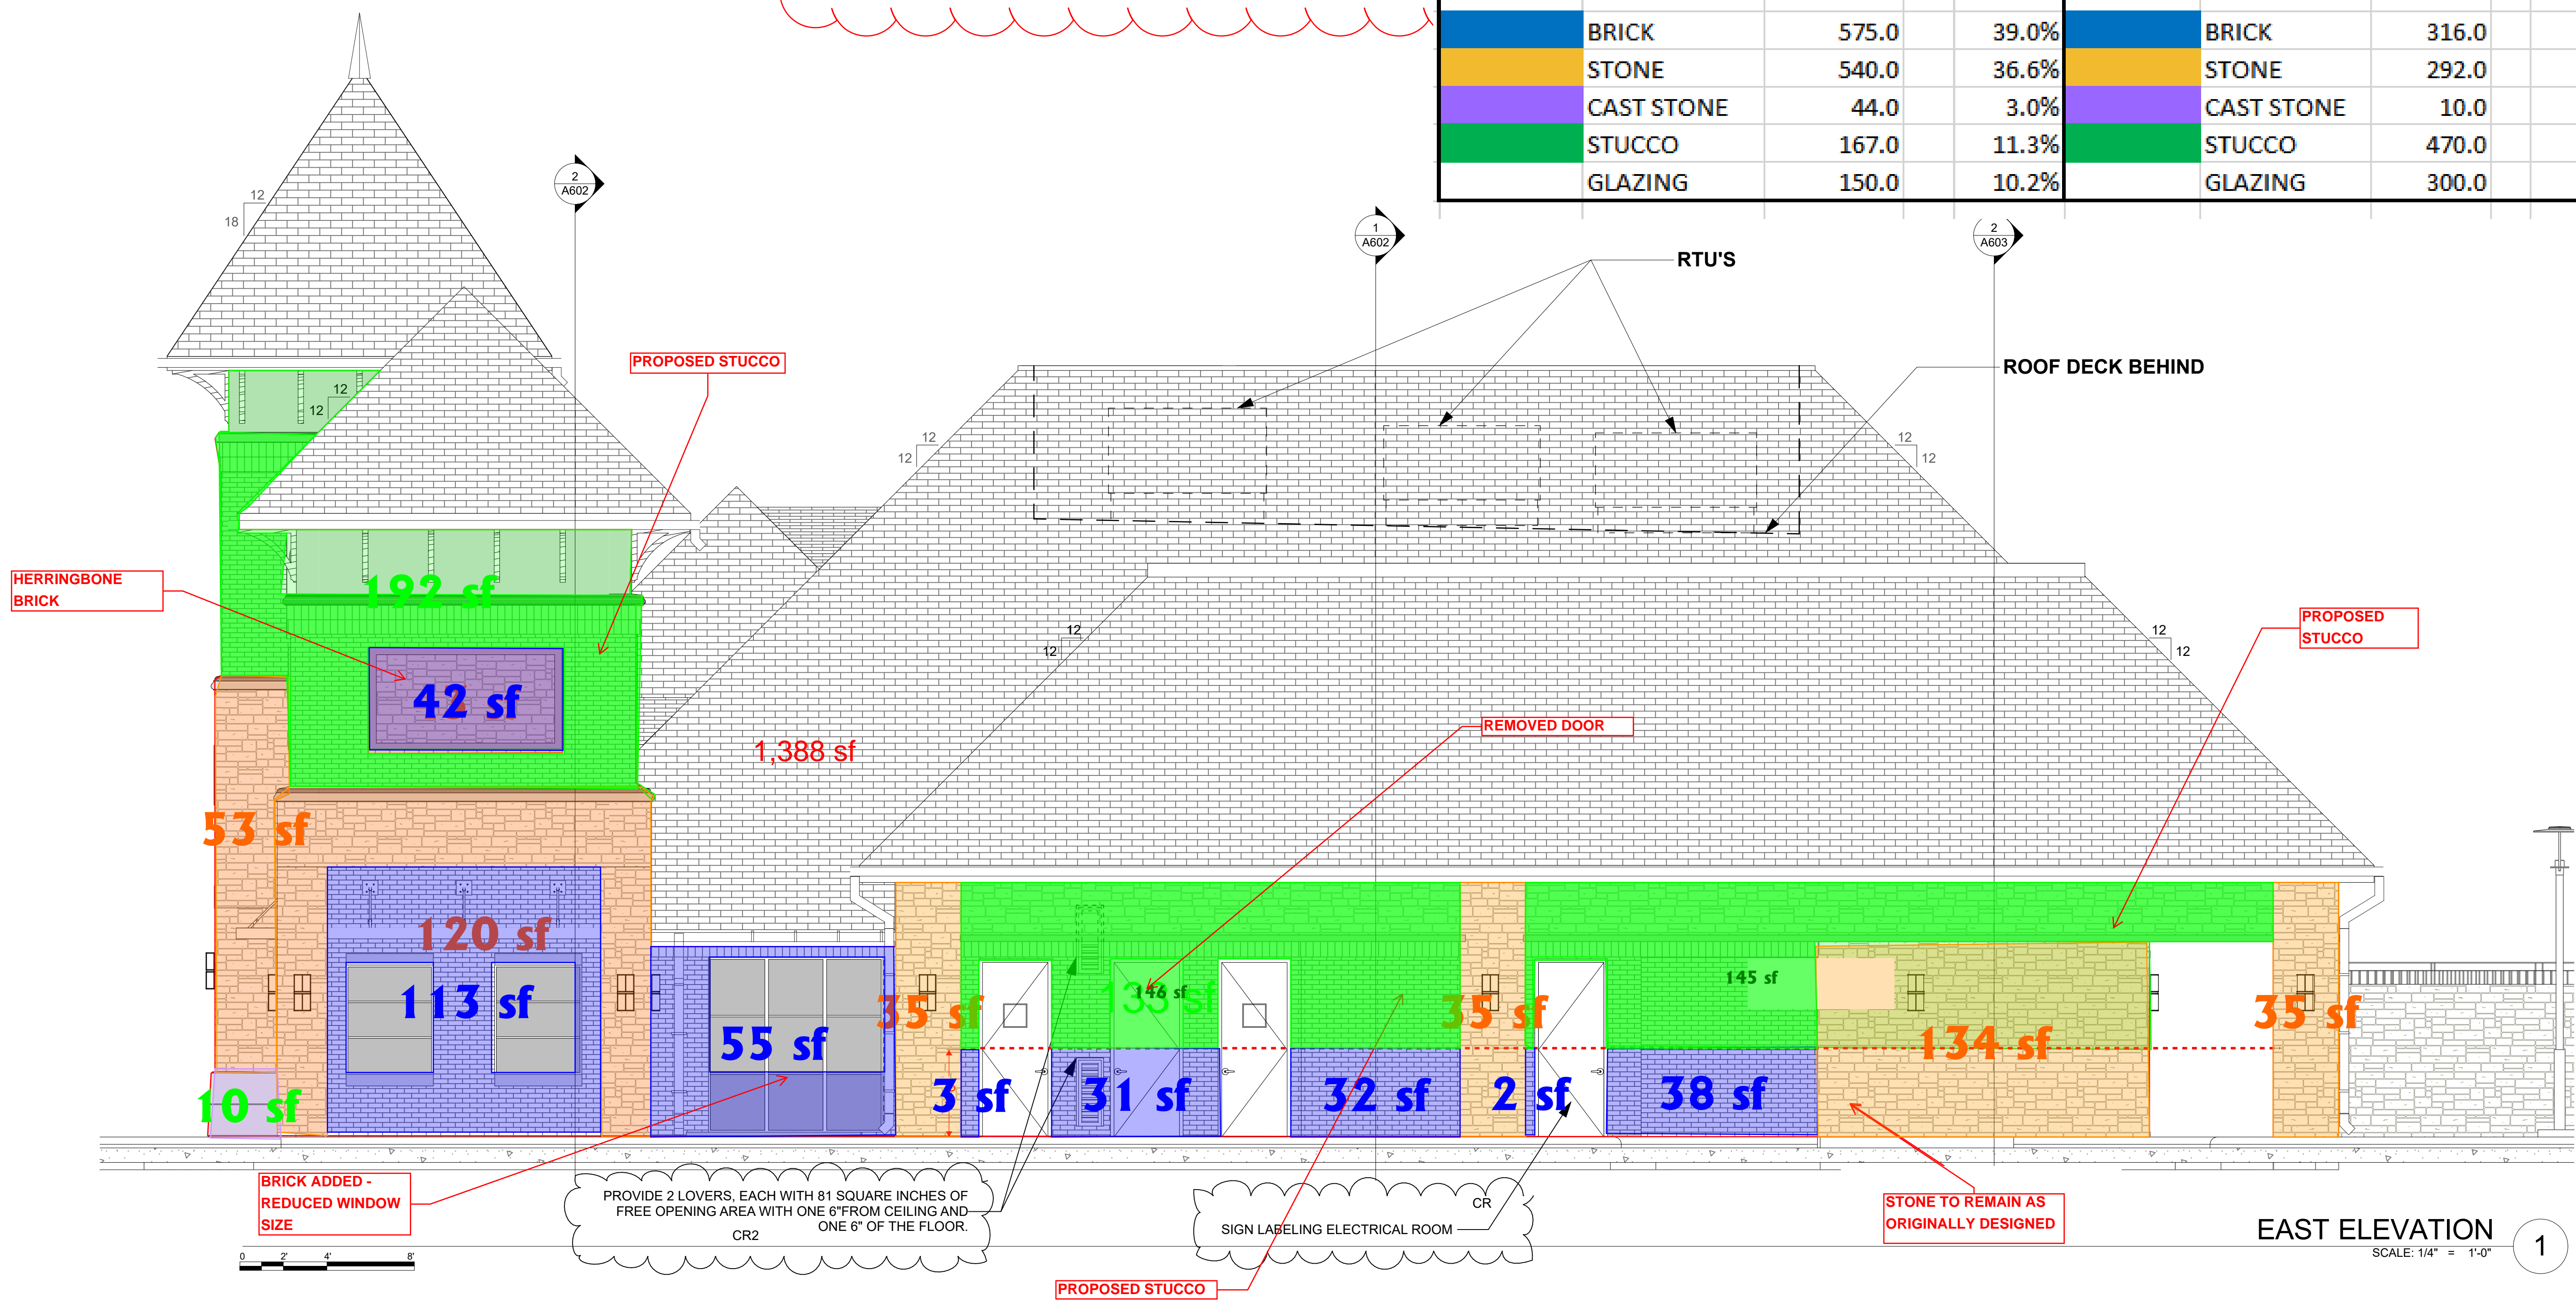 BRICK 575.0 39.0% BRICK 316.0
STONE 540.0 36.6% STONE 292.0
CAST STONE 44.0 3.0% CAST STONE 10.0
STUCCO 167.0 11.3% STUCCO 470.0
GLAZING 150.0 10.2% GLAZING 300.0
2
A602
12
18
1
A602
2
A603
RTU'S
PROPOSED STUCCO
ROOF DECK BEHIND
12
12
12
12
12
12
HERRINGBONE
BRICK
192 sf
PROPOSED
STUCCO
12
12
12
12
42 sf
REMOVED DOOR
1,388 sf
53 sf
120 sf
113 sf
55 sf
35 sf
146 sf
133 sf
35 sf
145 sf
134 sf
35 sf
10 sf
3 sf
31 sf
32 sf
2 sf
38 sf
BRICK ADDED -
REDUCED WINDOW
SIZE
PROVIDE 2 LOVERS, EACH WITH 81 SQUARE INCHES OF
FREE OPENING AREA WITH ONE 6"FROM CEILING AND
ONE 6" OF THE FLOOR.
CR2
CR
SIGN LABELING ELECTRICAL ROOM
STONE TO REMAIN AS
ORIGINALLY DESIGNED
EAST ELEVATION
SCALE: 1/4" = 1'-0"
1
0 2' 4' 8'
PROPOSED STUCCO